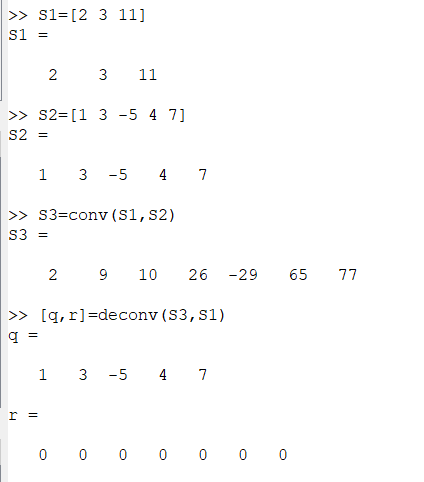 >> S1=[2 3 11]
S1 =
2 3 11
>> S2=[1 3 -5 4 7]
S2 =
1 3 -5 4 7
>> S3=conv(S1,S2)
S3 =
2 9 10 26 -29 65 77
>> [q,r]=deconv(S3,S1)
q =
1 3 -5 4 7
r =
0 0 0 0 0 0 0